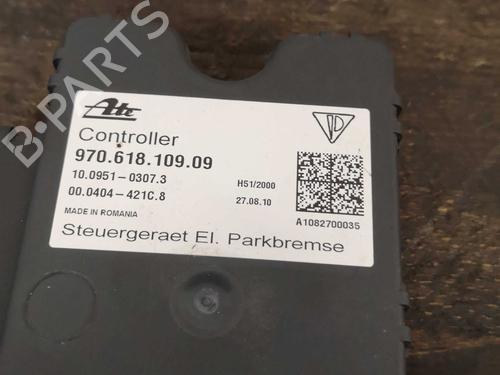 B-PARTS
Ate
Controller
970.618.109.09
10.0951-0307.3
H51/2000
00.0404-421C.8
27.08.10
MADE IN ROMANIA
A1082700035
Steuergeraet El. Parkbremse